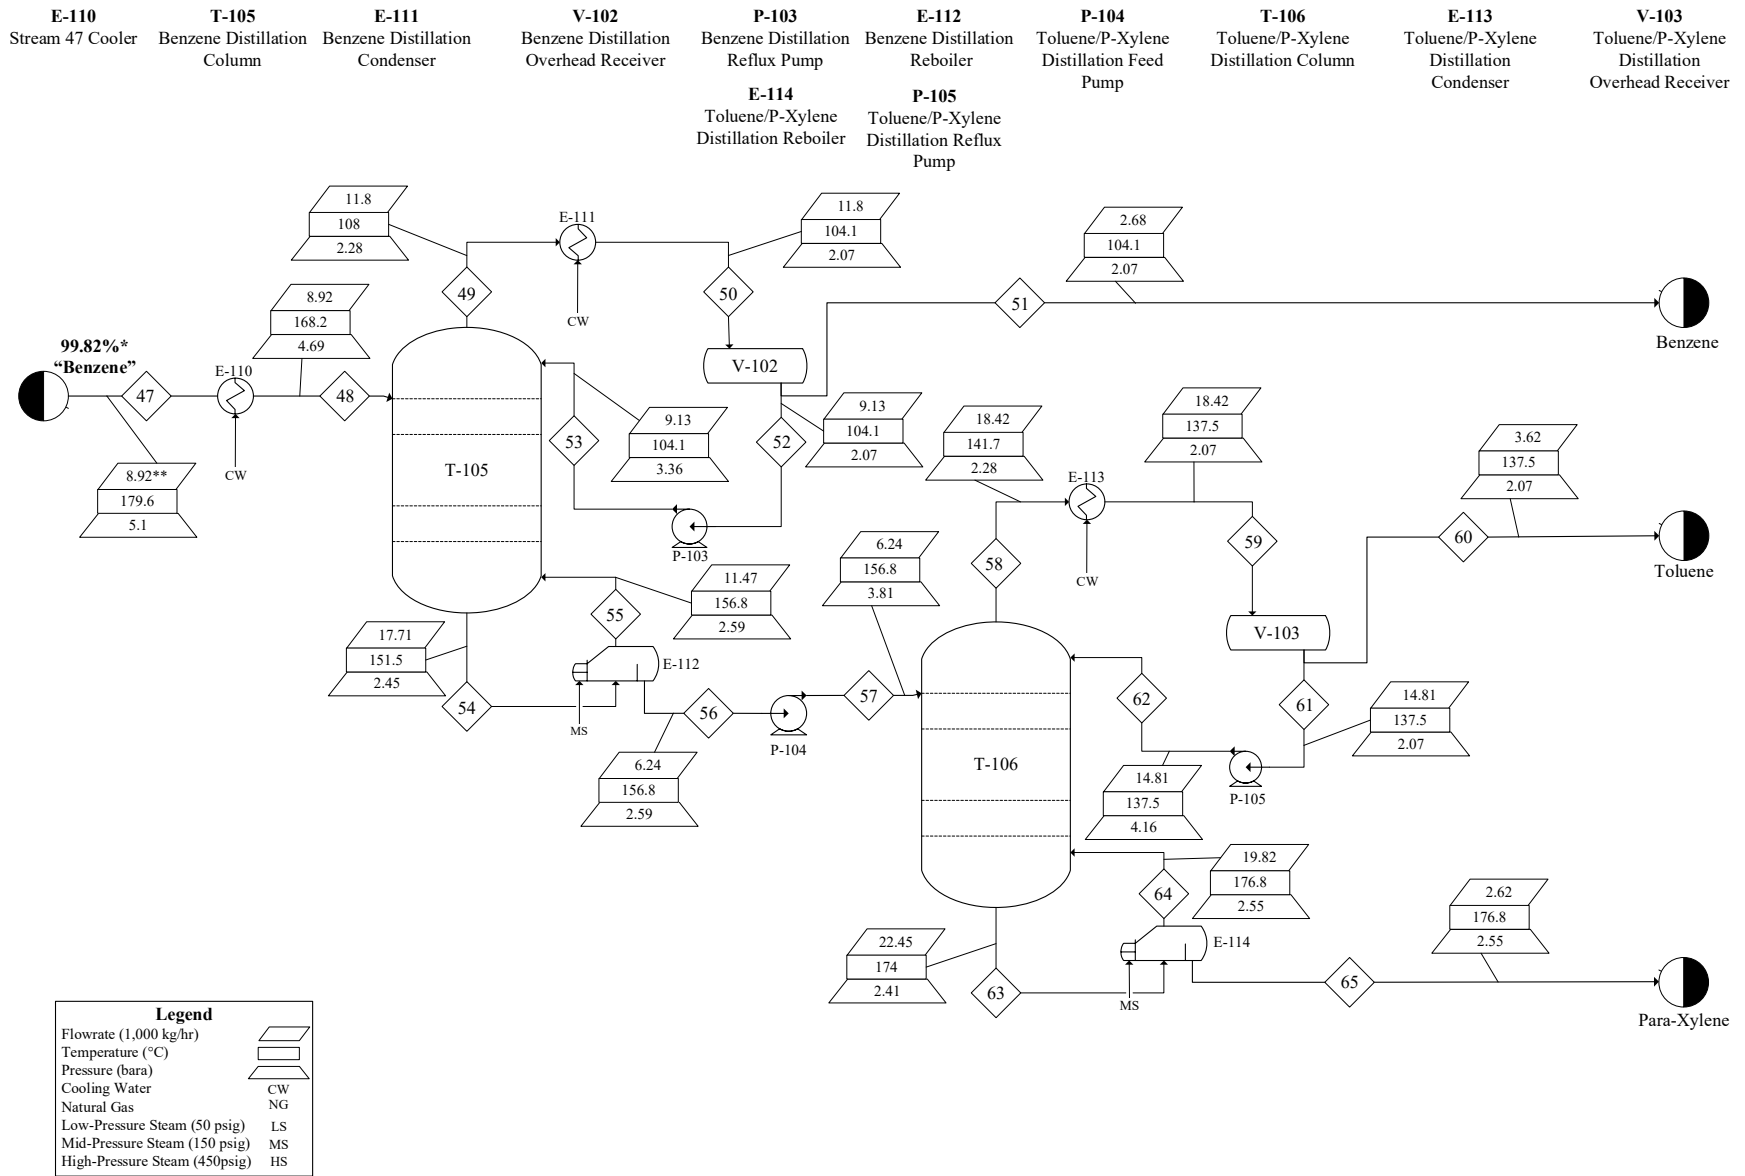 E-110
Stream 47 Cooler
T-105
Benzene Distillation
Column
E-111
Benzene Distillation
Condenser
V-102
Benzene Distillation
Overhead Receiver
P-103
Benzene Distillation
Reflux Pump
E-112
Benzene Distillation
Reboiler
P-104
Toluene/P-Xylene
Distillation Feed
Pump
T-106
Toluene/P-Xylene
Distillation Column
E-113
Toluene/P-Xylene
Distillation
Condenser
V-103
Toluene/P-Xylene
Distillation
Overhead Receiver
E-114
Toluene/P-Xylene
Distillation Reboiler
P-105
Toluene/P-Xylene
Distillation Reflux
Pump
11.8
108
2.28
E-111
CW
11.8
104.1
2.07
2.68
104.1
2.07
49
50
51
Benzene
8.92
168.2
4.69
99.82%*
“Benzene”
47
E-110
CW
48
8.92**
179.6
5.1
T-105
V-102
53
9.13
104.1
3.36
52
9.13
104.1
2.07
P-103
18.42
141.7
2.28
E-113
CW
18.42
137.5
2.07
3.62
137.5
2.07
58
59
60
Toluene
6.24
156.8
3.81
11.47
156.8
2.59
55
E-112
MS
17.71
151.5
2.45
54
56
P-104
57
6.24
156.8
2.59
T-106
V-103
62
61
14.81
137.5
2.07
P-105
14.81
137.5
4.16
19.82
176.8
2.55
64
E-114
MS
22.45
174
2.41
63
65
2.62
176.8
2.55
Para-Xylene
Legend
Flowrate (1,000 kg/hr)
Temperature (°C)
Pressure (bara)
Cooling Water CW
Natural Gas NG
Low-Pressure Steam (50 psig) LS
Mid-Pressure Steam (150 psig) MS
High-Pressure Steam (450psig) HS